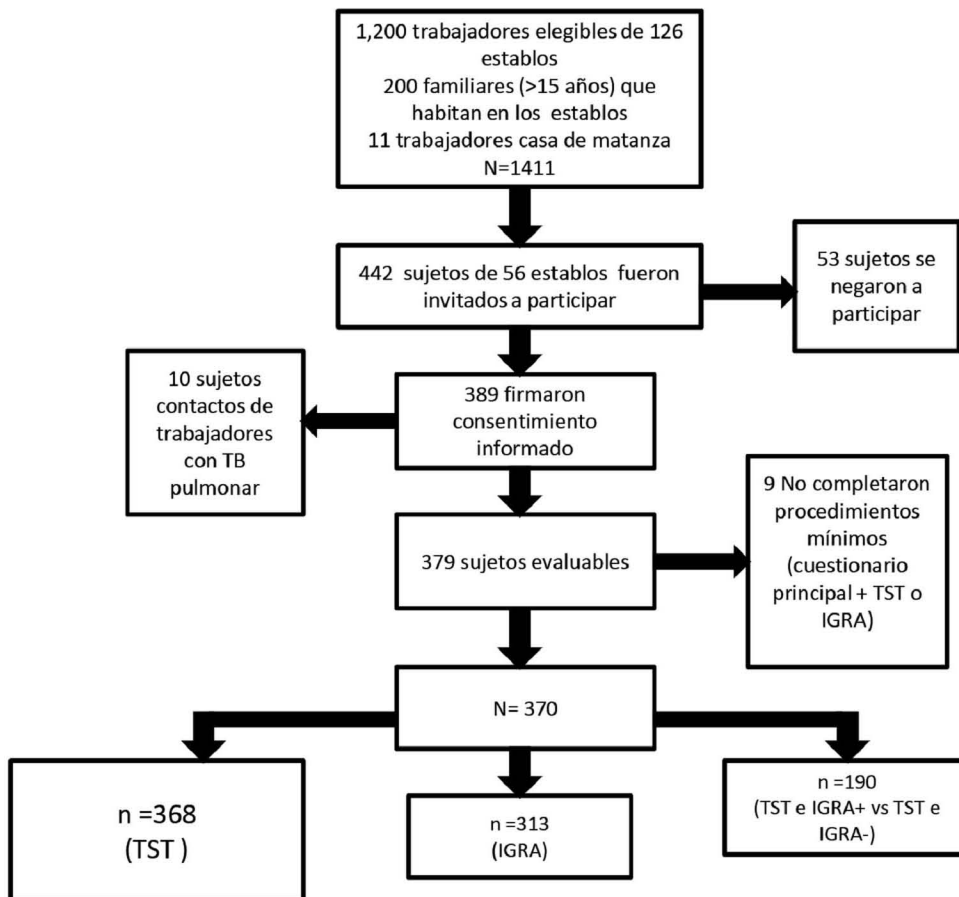 1,200 trabajadores elegibles de 126
establos
200 familiares (>15 años) que
habitan en los establos
11 trabajadores casa de matanza
N=1411
442 sujetos de 56 establos fueron
invitados a participar
53 sujetos se
negaron a
participar
10 sujetos
contactos de
trabajadores
con TB
pulmonar
389 firmaron
consentimiento
informado
379 sujetos evaluables
9 No completaron
procedimientos
mínimos
(cuestionario
principal + TST o
IGRA)
N= 370
n =368
(TST )
n =313
(IGRA)
n =190
(TST e IGRA+ vs TST e
IGRA-)